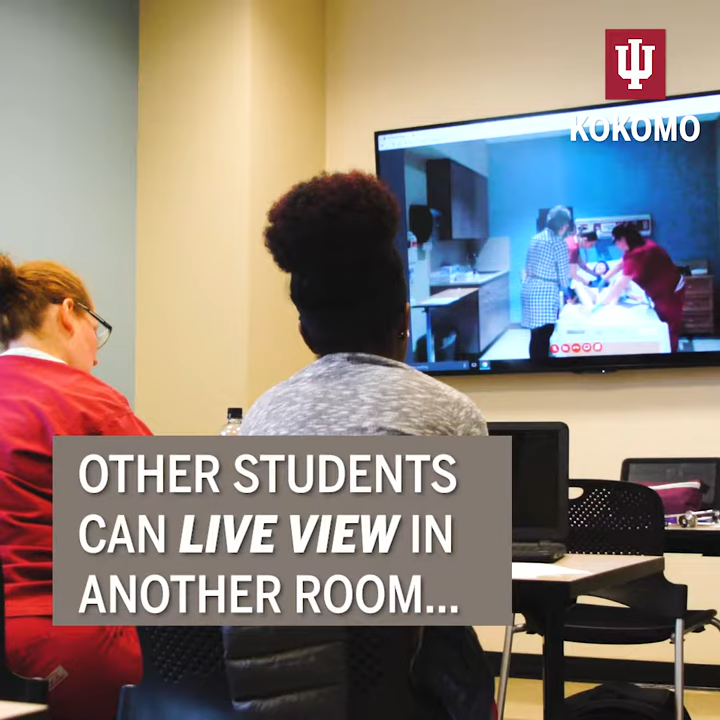 KOKOMO
OTHER STUDENTS
CAN LIVE VIEW IN
ANOTHER ROOM...